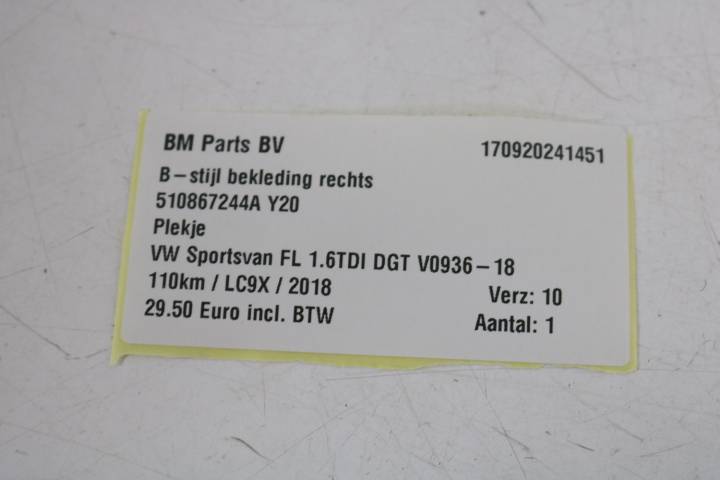 BM Parts BV 170920241451
B-stijl bekleding rechts
510867244A Y20
Plekje
VW Sportsvan FL 1.6TDI DGT V0936-18
110km / LC9X / 2018 Verz: 10
29.50 Euro incl. BTW Aantal: 1